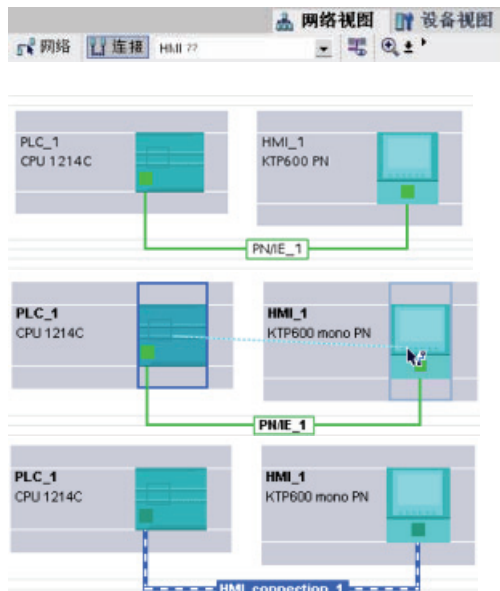 网络视图 设备视图
网络 连接 HMI ??
PLC_1
CPU 1214C
HMI_1
KTP600 PN
PN/IE_1
PLC_1
CPU 1214C
HMI_1
KTP600 mono PN
PN/IE_1
PLC_1
CPU 1214C
HMI_1
KTP600 mono PN
HMI_connection_1